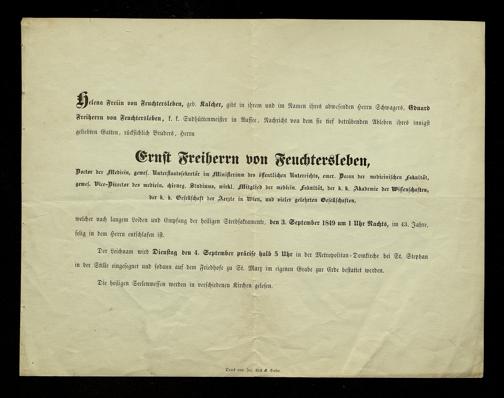 Helena Freiin von Feuchtersleben, geb. Kalcher, gibt in ihrem und im Namen ihres abwesenden Herrn Schwagers, Eduard
Freiherrn von Feuchtersleben, k. k. Sudhüttenmeister in Aussee, Nachricht von dem sie tief betrübenden Ableben ihres innigst
geliebten Gatten, rücksichtlich Bruders, Herrn
Ernst Freiherrn von Feuchtersleben,
Doctor der Medicin, gewes. Unterstaatssekretär im Ministerium des öffentlichen Unterrichts, emer. Decan der medicinischen Fakultät,
gewes. Vice-Director des medicin. chirurg. Studiums, wirkl. Mitglied der medicin. Fakultät, der k. k. Akademie der Wissenschaften,
der k. k. Gesellschaft der Aerzte in Wien, und vieler gelehrten Gesellschaften,
welcher nach langem Leiden und Empfang der heiligen Sterbsakramente, den 3. September 1849 um 1 Uhr Nachts, im 43. Jahre,
selig in dem Herrn entschlafen ist.
Der Leichnam wird Dienstag den 4. September präcise halb 5 Uhr in der Metropolitan-Domkirche bei St. Stephan
in der Stille eingesegnet und sodann auf dem Friedhofe zu St. Marx im eigenen Grabe zur Erde bestattet werden.
Die heiligen Seelenmessen werden in verschiedenen Kirchen gelesen.
Druck von